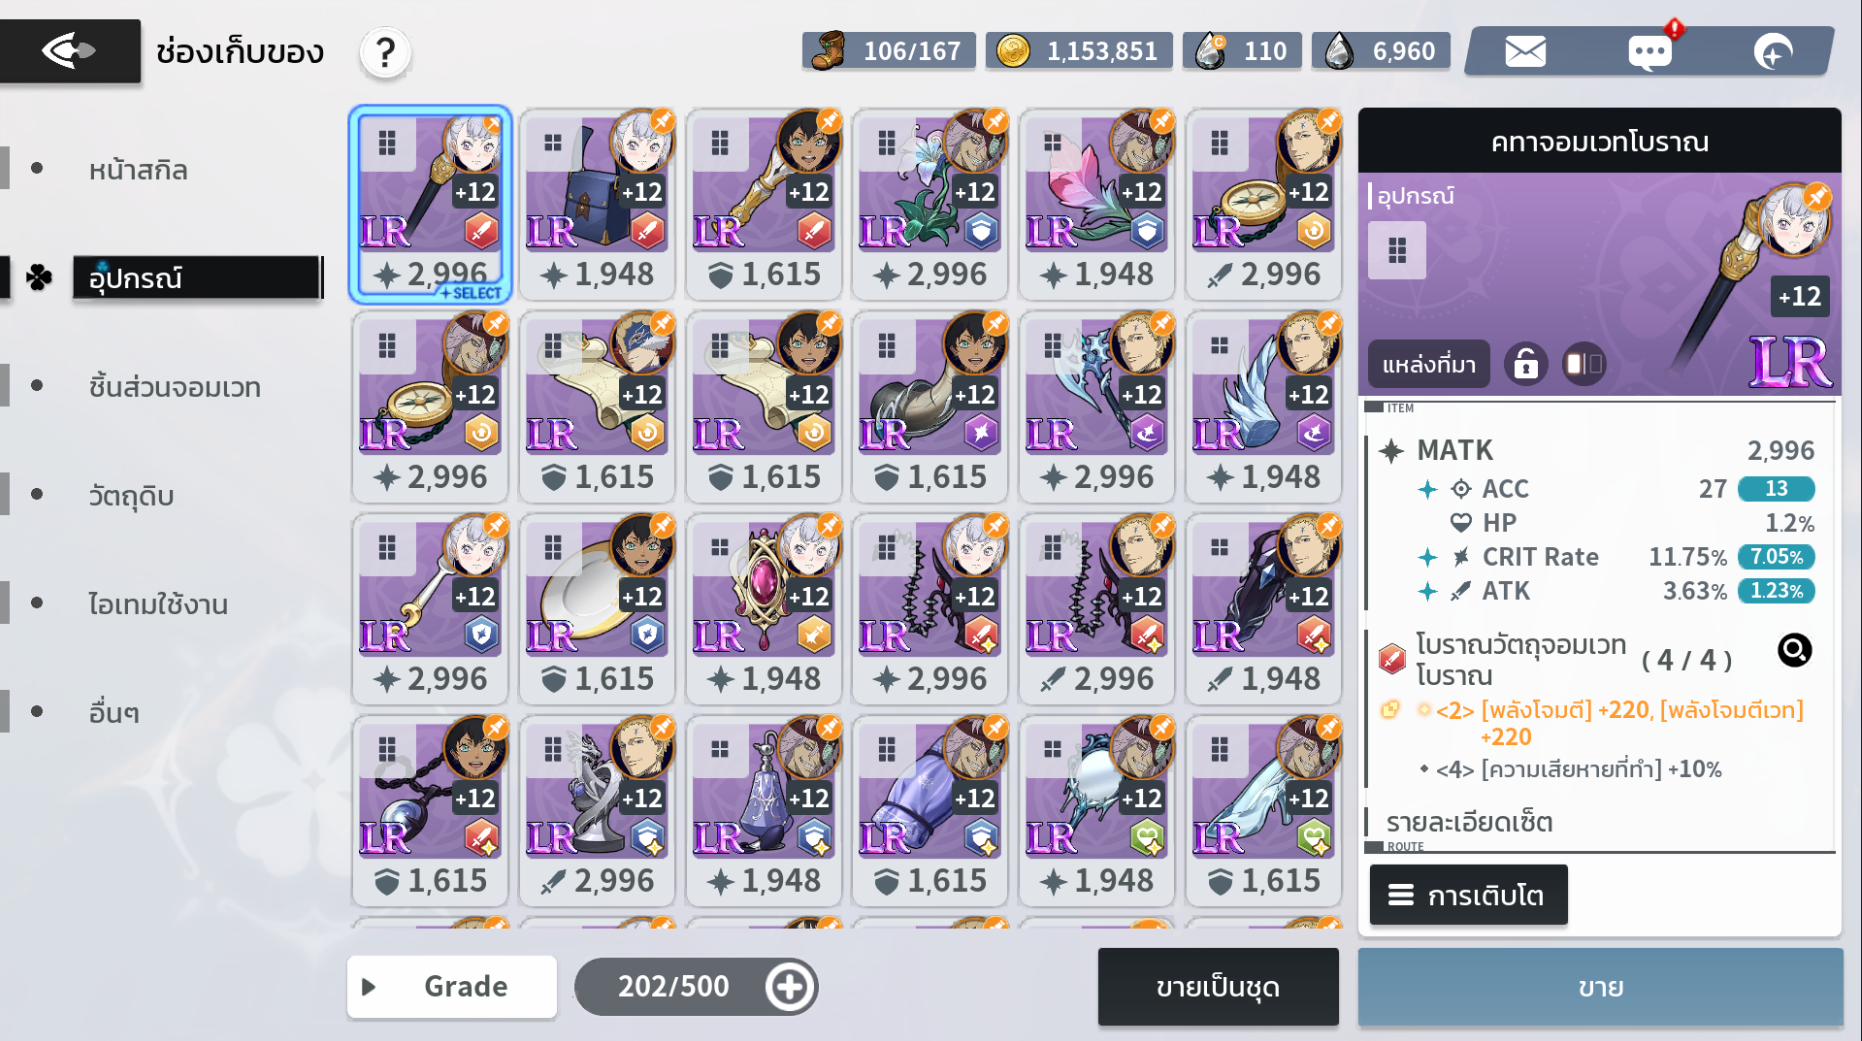 ช่องเก็บของ
?
106/167
1,153,851
110
6,960
หน้าสกิล
อุปกรณ์
ชิ้นส่วนจอมเวท
วัตถุดิบ
ไอเทมใช้งาน
อื่นๆ
+12 +12 +12 +12 +12 +12
LR LR LR LR LR LR
2,996 1,948 1,615 2,996 1,948 2,996
SELECT
+12 +12 +12 +12 +12 +12
LR LR LR LR LR LR
2,996 1,615 1,615 1,615 2,996 1,948
+12 +12 +12 +12 +12 +12
LR LR LR LR LR LR
2,996 1,615 1,948 2,996 2,996 1,948
+12 +12 +12 +12 +12 +12
LR LR LR LR LR LR
1,615 2,996 1,948 1,615 1,948 1,615
Grade
202/500
ขายเป็นชุด
คทาจอมเวทโบราณ
อุปกรณ์
+12
แหล่งที่มา
LR
ITEM
MATK 2,996
ACC 27 13
HP 1.2%
CRIT Rate 11.75% 7.05%
ATK 3.63% 1.23%
โบราณวัตถุจอมเวท
โบราณ
( 4 / 4 )
<2> [พลังโจมตี] +220, [พลังโจมตีเวท]
+220
<4> [ความเสียหายที่ทำ] +10%
รายละเอียดเซ็ต
ROUTE
การเติบโต
ขาย